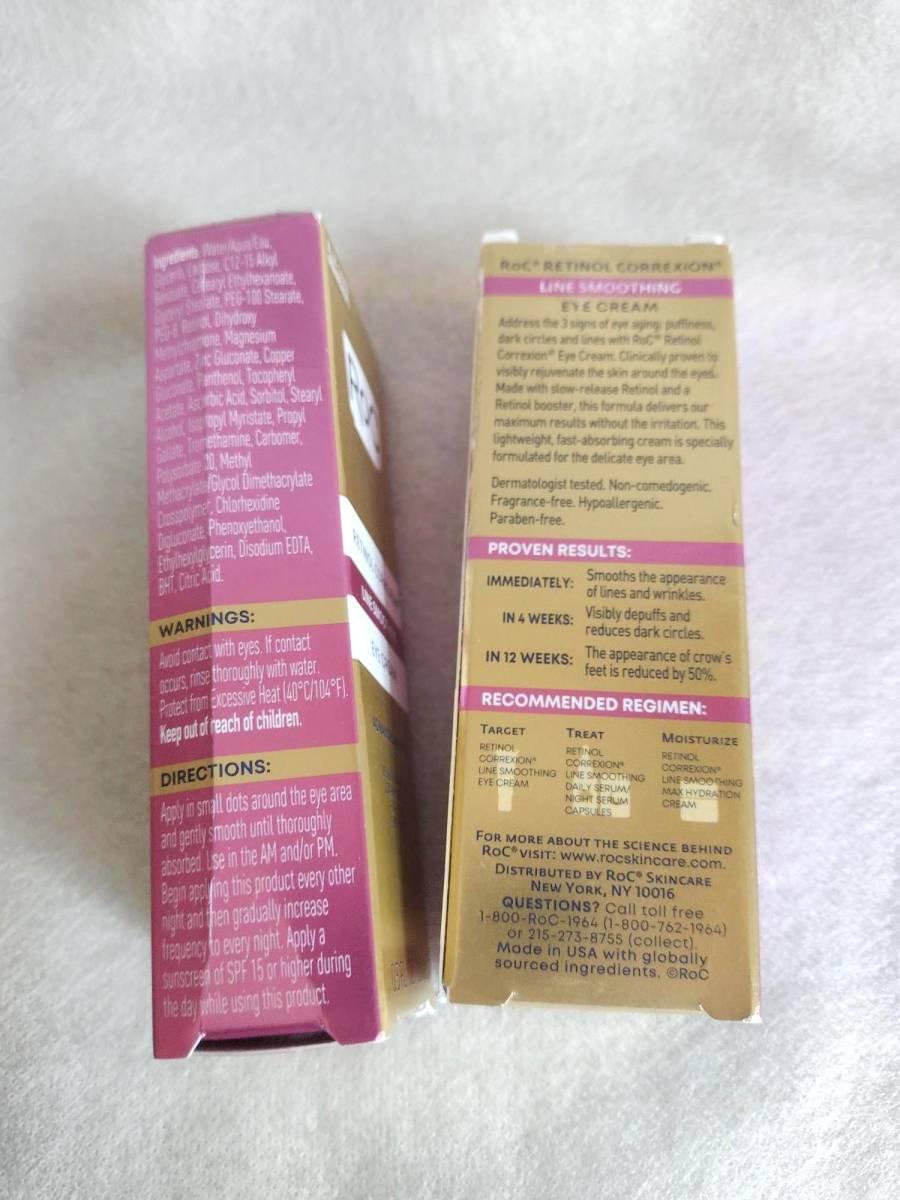 Ingredients: Water/Aqua/Eau,
Glycerin, C12-15 Alkyl
Benzoate, Cetearyl Ethylhexanoate,
Glyceryl Stearate, PEG-100 Stearate,
PEG-8, Retinol, Dihydroxy
Methylchromone, Magnesium
Aspartate, Zinc Gluconate, Copper
Gluconate, Panthenol, Tocopheryl
Acetate, Ascorbic Acid, Sorbitol, Stearyl
Alcohol, Isopropyl Myristate, Propyl
Gallate, Tromethamine, Carbomer,
Polysorbate 20, Methyl
Methacrylate/Glycol Dimethacrylate
Crosspolymer, Chlorhexidine
Digluconate, Phenoxyethanol,
Ethylhexylglycerin, Disodium EDTA,
BHT, Citric Acid.
WARNINGS:
Avoid contact with eyes. If contact
occurs, rinse thoroughly with water.
Protect from Excessive Heat (40°C/104°F).
Keep out of reach of children.
DIRECTIONS:
Apply in small dots around the eye area
and gently smooth until thoroughly
absorbed. Use in the AM and/or PM.
Begin applying this product every other
night and then gradually increase
frequency to every night. Apply a
sunscreen of SPF 15 or higher during
the day while using this product.
RoC
EYE CREAM
RoC® RETINOL CORREXION®
LINE SMOOTHING
EYE CREAM
Address the 3 signs of eye aging: puffiness,
dark circles and lines with RoC® Retinol
Correxion® Eye Cream. Clinically proven to
visibly rejuvenate the skin around the eyes.
Made with slow-release Retinol and a
Retinol booster, this formula delivers our
maximum results without the irritation. This
lightweight, fast-absorbing cream is specially
formulated for the delicate eye area.
Dermatologist tested. Non-comedogenic.
Fragrance-free. Hypoallergenic.
Paraben-free.
PROVEN RESULTS:
IMMEDIATELY: Smooths the appearance
of lines and wrinkles.
IN 4 WEEKS: Visibly depuffs and
reduces dark circles.
IN 12 WEEKS: The appearance of crow's
feet is reduced by 50%.
RECOMMENDED REGIMEN:
TARGET
RETINOL
CORREXION®
LINE SMOOTHING
EYE CREAM
TREAT
RETINOL
CORREXION®
LINE SMOOTHING
DAILY SERUM/
NIGHT SERUM
CAPSULES
MOISTURIZE
RETINOL
CORREXION®
LINE SMOOTHING
MAX HYDRATION
CREAM
FOR MORE ABOUT THE SCIENCE BEHIND
RoC® VISIT: www.rocskincare.com.
DISTRIBUTED BY RoC® SKINCARE
NEW YORK, NY 10016
QUESTIONS? Call toll free
1-800-RoC-1964 (1-800-762-1964)
or 215-273-8755 (collect).
Made in USA with globally
sourced ingredients. ©RoC